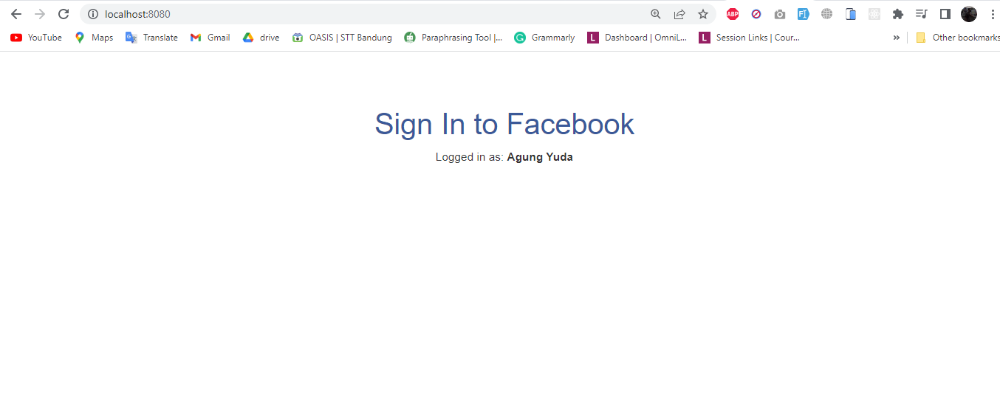 localhost:8080
ABP
YouTube Maps Translate Gmail drive OASIS | STT Bandung Paraphrasing Tool |... Grammarly Dashboard | OmniL... Session Links | Cour... » Other bookmarks
Sign In to Facebook
Logged in as: Agung Yuda